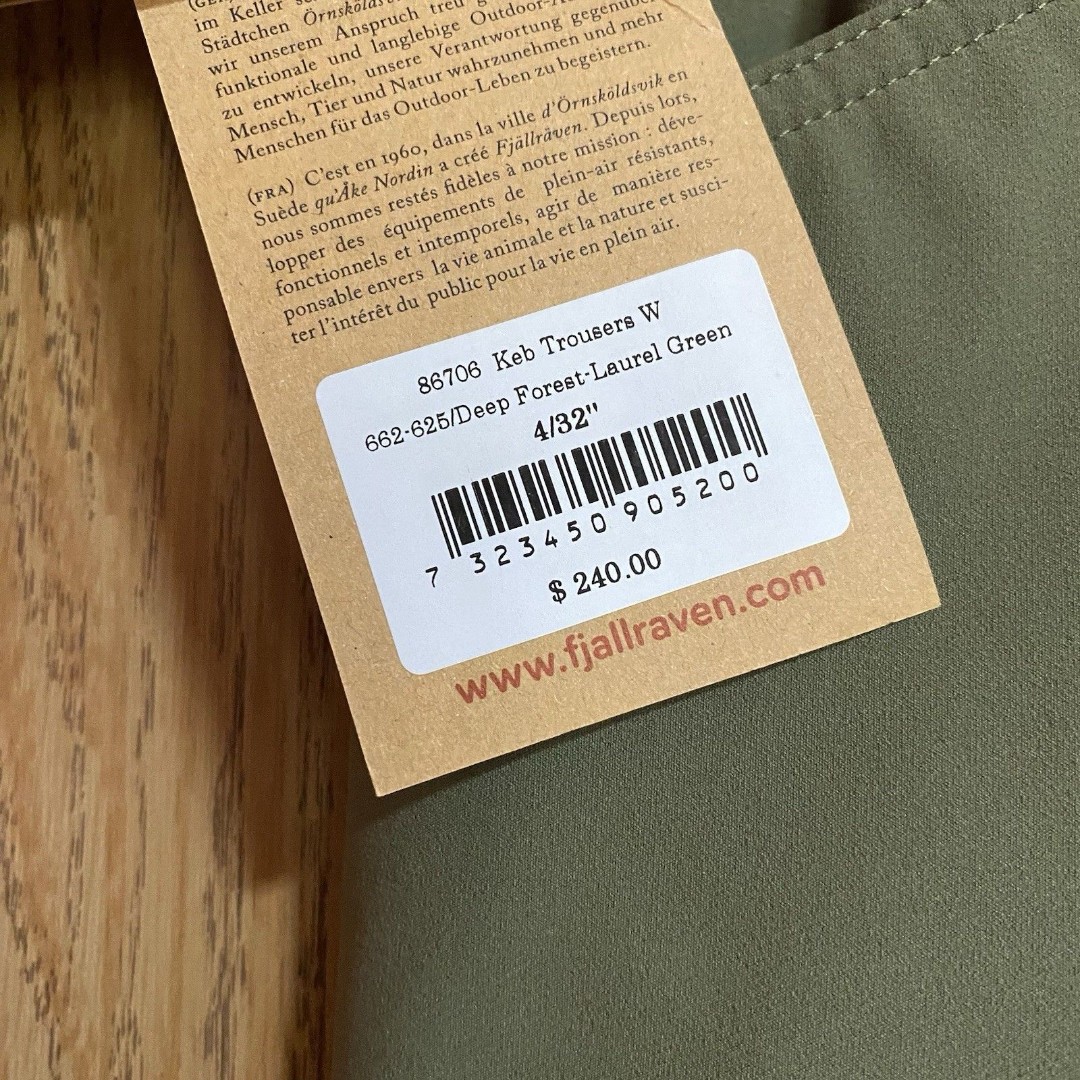 im Keller
Städtchen Örnsköldsv
wir unserem Anspruch treu
funktionale und langlebige Outdoor-A
zu entwickeln, unsere Verantwortung gegenüber
Mensch, Tier und Natur wahrzunehmen und mehr
Menschen für das Outdoor-Leben zu begeistern.
(FRA) C'est en 1960, dans la ville d'Örnsköldsvik en
Suède qu'Åke Nordin a créé Fjällräven. Depuis lors,
nous sommes restés fidèles à notre mission : déve-
lopper des équipements de plein-air résistants,
fonctionnels et intemporels, agir de manière res-
ponsable envers la vie animale et la nature et susci-
ter l'intérêt du public pour la vie en plein air.
86706 Keb Trousers W
662-625/Deep Forest-Laurel Green
4/32"
7 323450 905200
$ 240.00
www.fjallraven.com